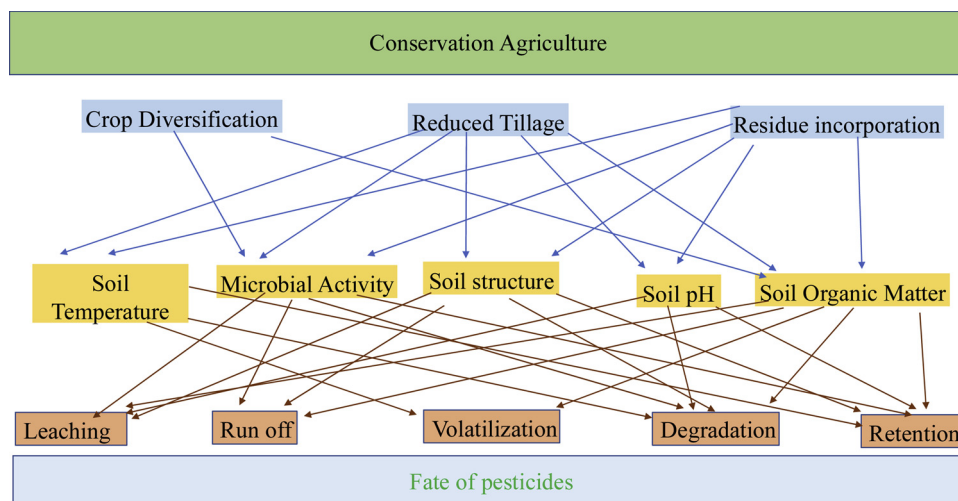 Conservation Agriculture
Crop Diversification
Reduced Tillage
Residue incorporation
Soil
Temperature
Microbial Activity
Soil structure
Soil pH
Soil Organic Matter
Leaching
Run off
Volatilization
Degradation
Retention
Fate of pesticides